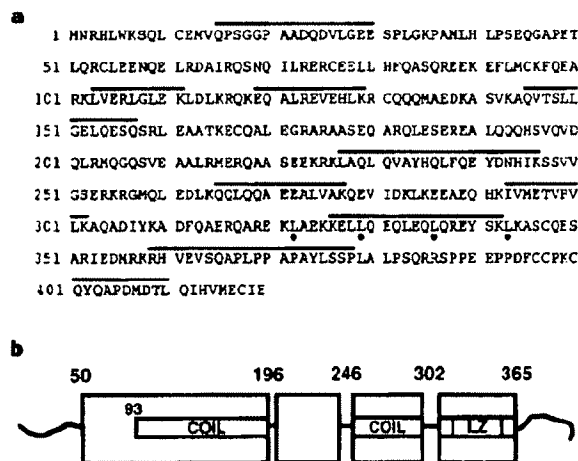 a
1 MNRHLWKSQL CEMVQPSGGP AADQDVLGEE SPLGKPAMLH LPSEQGAPET
51 LQRCLEENQE LRDAIRQSNQ ILRERCEELL HFQASQREEK EFLMCKFQEA
101 RKLVERLGLE KLDLKRQKEQ ALREVEHLKR CQQQMAEDKA SVKAQVTSLL
151 GELQESQSRL EAATKECQAL EGRARAASEQ ARQLESEREA LQQQHSVQVD
201 QLRMQGQSVE AALRMERQAA SEEKRKLAQL QVAYHQLFQE YDNHIKSSVV
251 GSERKRGMQL EDLKQQLQQA EEALVAKQEV IDKLKEEAEQ HKIVMETVPV
301 LKAQADIYKA DFQAERQARE KLAEKKELLQ EQLEQLQREY SKLKASCQES
351 ARIEDMRKRH VEVSQAPLPP APAYLSSPLA LPSQRRSPPE EPPDFCCPKC
401 QYQAPDMDTL QIHVMECIE
b
50 196 246 302 365
93
COIL COIL LZ